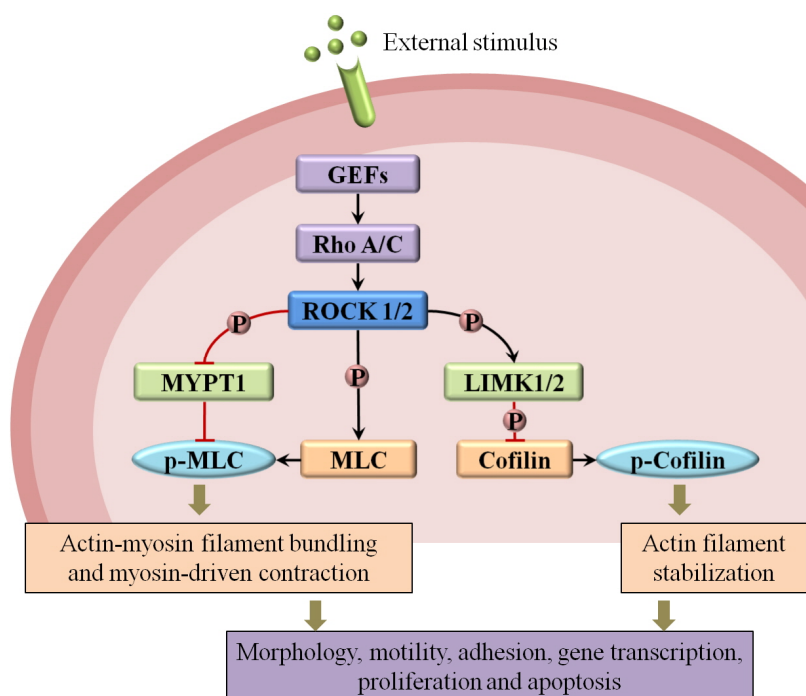 External stimulus
GEFs
Rho A/C
ROCK 1/2
P
P
P
MYPT1
LIMK1/2
P
p-MLC
MLC
Cofilin
p-Cofilin
Actin-myosin filament bundling
and myosin-driven contraction
Actin filament
stabilization
Morphology, motility, adhesion, gene transcription,
proliferation and apoptosis